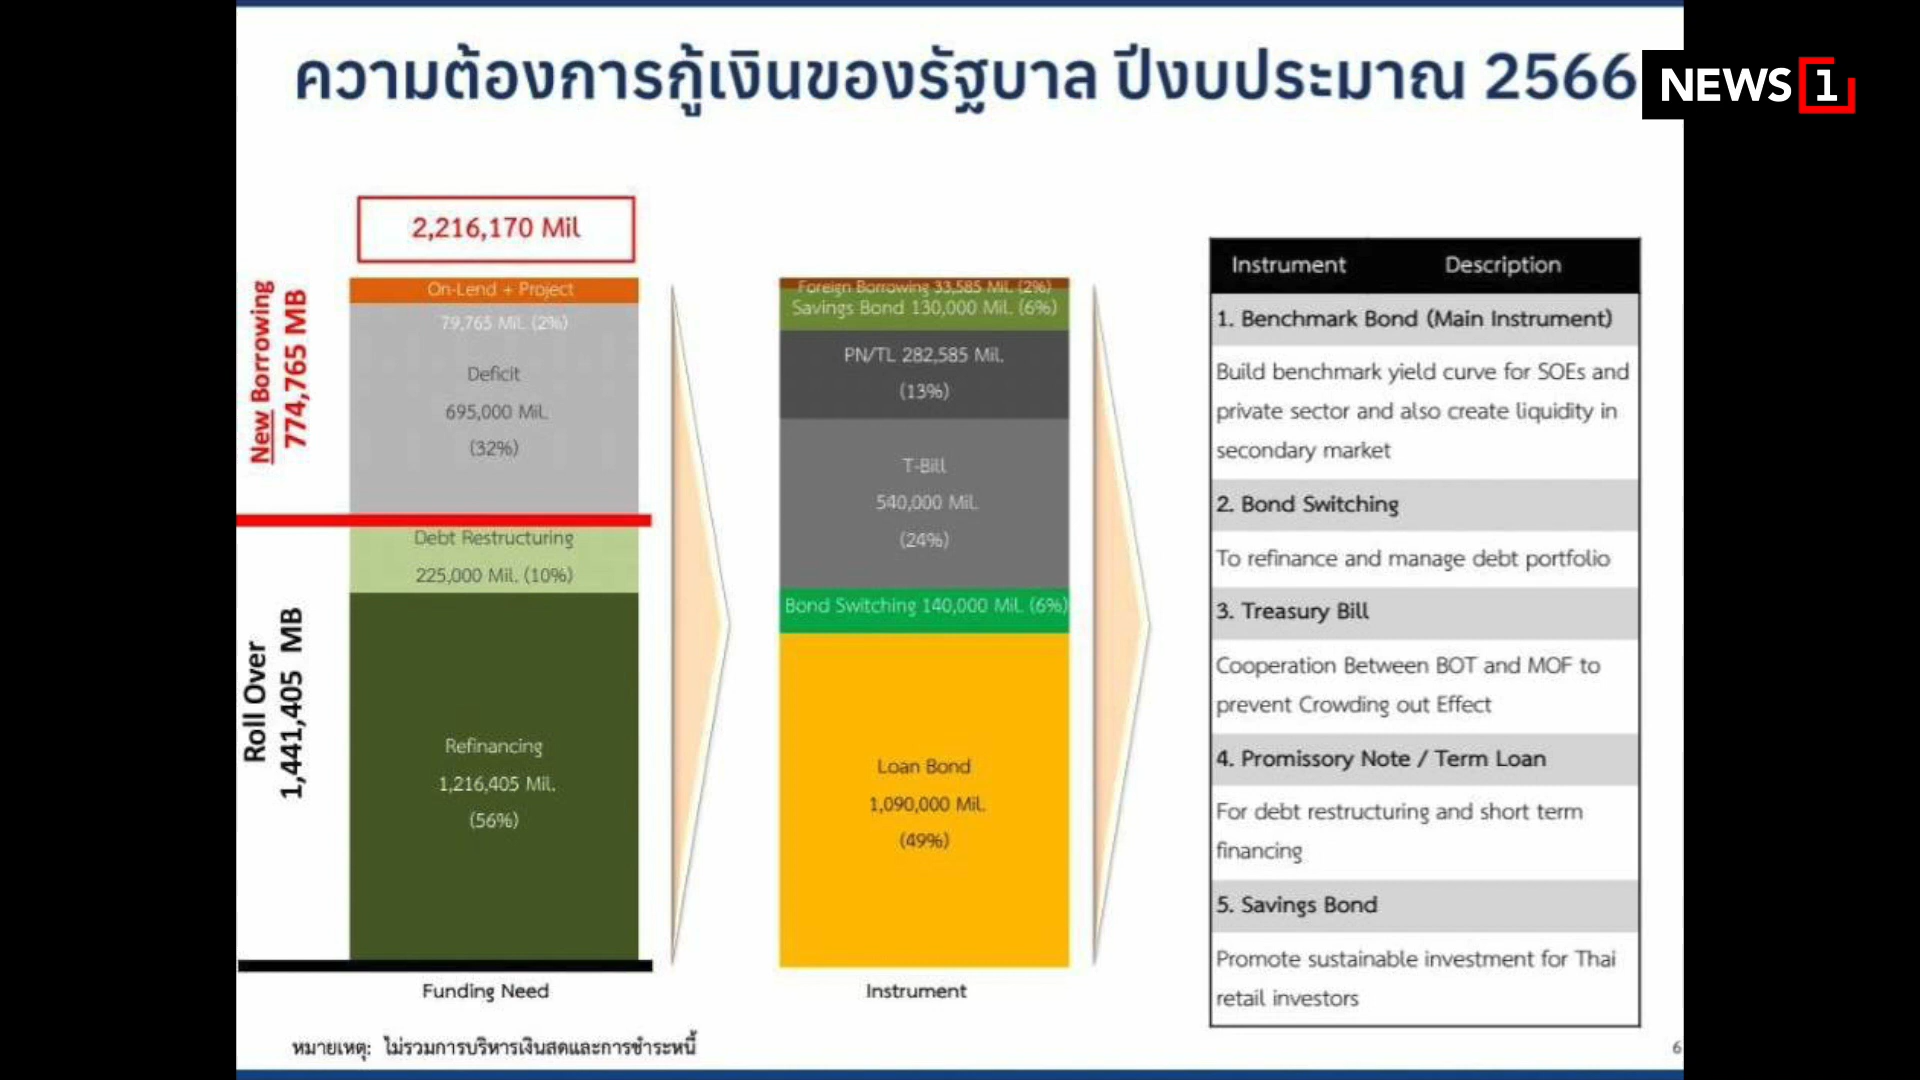 ความต้องการกู้เงินของรัฐบาล ปีงบประมาณ 2566
NEWS 1
2,216,170 Mil
New Borrowing
774,765 MB
Roll Over
1,441,405 MB
On-Lend + Project
79,765 Mil. (2%)
Deficit
695,000 Mil.
(32%)
Debt Restructuring
225,000 Mil. (10%)
Refinancing
1,216,405 Mil.
(56%)
Funding Need
Foreign Borrowing 33,585 Mil. (2%)
Savings Bond 130,000 Mil. (6%)
PN/TL 282,585 Mil.
(13%)
T-Bill
540,000 Mil.
(24%)
Bond Switching 140,000 Mil. (6%)
Loan Bond
1,090,000 Mil.
(49%)
Instrument
Instrument Description
1. Benchmark Bond (Main Instrument)
Build benchmark yield curve for SOEs and
private sector and also create liquidity in
secondary market
2. Bond Switching
To refinance and manage debt portfolio
3. Treasury Bill
Cooperation Between BOT and MOF to
prevent Crowding out Effect
4. Promissory Note / Term Loan
For debt restructuring and short term
financing
5. Savings Bond
Promote sustainable investment for Thai
retail investors
หมายเหตุ: ไม่รวมการบริหารเงินสดและการชำระหนี้
6